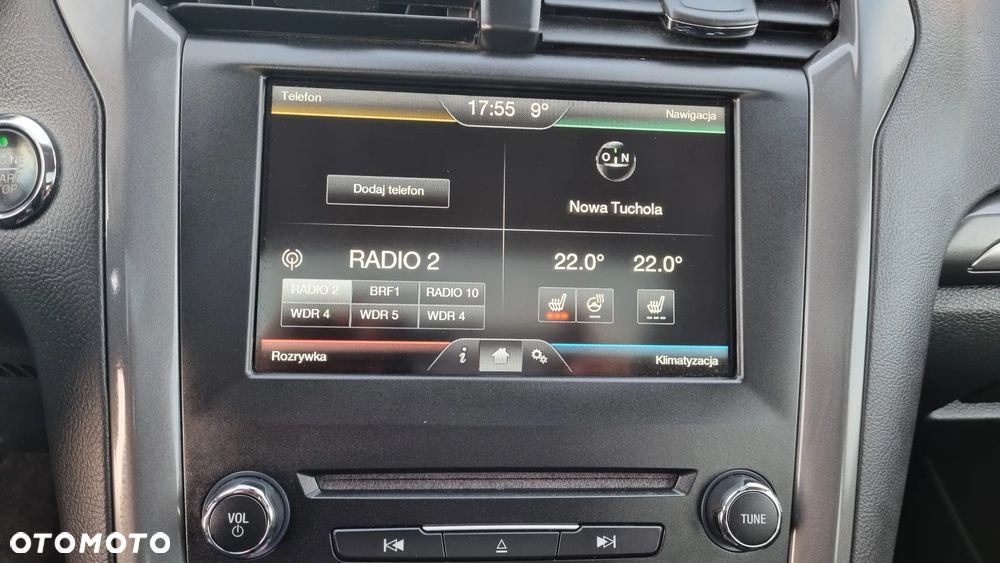 Telefon
17:55 9°
Nawigacja
O N
Dodaj telefon
Nowa Tuchola
RADIO 2
22.0° 22.0°
RADIO 2 BRF1 RADIO 10
WDR 4 WDR 5 WDR 4
Rozrywka
i
Klimatyzacja
STOP
VOL
TUNE
OTOMOTO